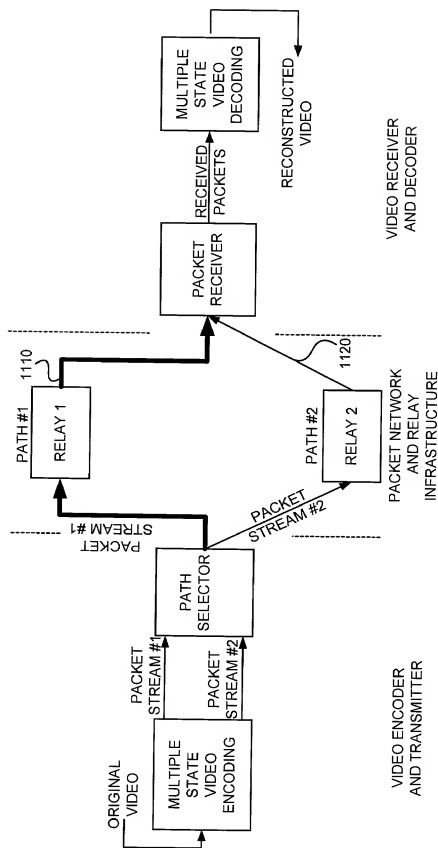 ORIGINAL
VIDEO
MULTIPLE
STATE
VIDEO
ENCODING
PACKET
STREAM #1
PACKET
STREAM #2
PATH
SELECTOR
PACKET
STREAM #1
PACKET
STREAM #2
PATH #1
RELAY 1
1110
PATH #2
RELAY 2
1120
PACKET
RECEIVER
RECEIVED
PACKETS
MULTIPLE
STATE
VIDEO
DECODING
RECONSTRUCTED
VIDEO
VIDEO ENCODER
AND TRANSMITTER
PACKET NETWORK
AND RELAY
INFRASTRUCTURE
VIDEO RECEIVER
AND DECODER